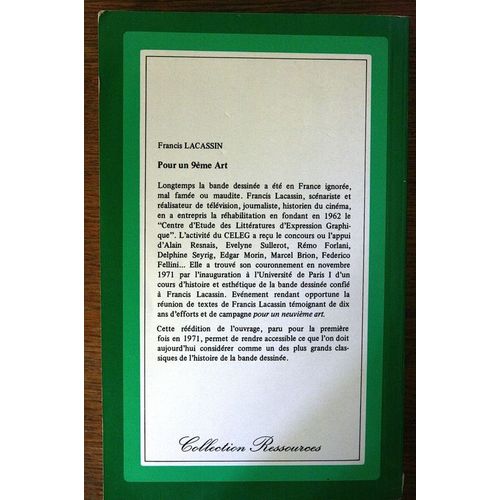 Francis LACASSIN
Pour un 9ème Art
Longtemps la bande dessinée a été en France ignorée,
mal famée ou maudite. Francis Lacassin, scénariste et
réalisateur de télévision, journaliste, historien du cinéma,
en a entrepris la réhabilitation en fondant en 1962 le
"Centre d'Etude des Littératures d'Expression Graphi-
que". L'activité du CELEG a reçu le concours ou l'appui
d'Alain Resnais, Evelyne Sullerot, Rémo Forlani,
Delphine Seyrig, Edgar Morin, Marcel Brion, Federico
Fellini... Elle a trouvé son couronnement en novembre
1971 par l'inauguration à l'Université de Paris I d'un
cours d'histoire et esthétique de la bande dessinée confié
à Francis Lacassin. Evénement rendant opportune la
réunion de textes de Francis Lacassin témoignant de dix
ans d'efforts et de campagne pour un neuvième art.
Cette réédition de l'ouvrage, paru pour la première
fois en 1971, permet de rendre accessible ce que l'on doit
aujourd'hui considérer comme un des plus grands clas-
siques de l'histoire de la bande dessinée.
Collection Ressources